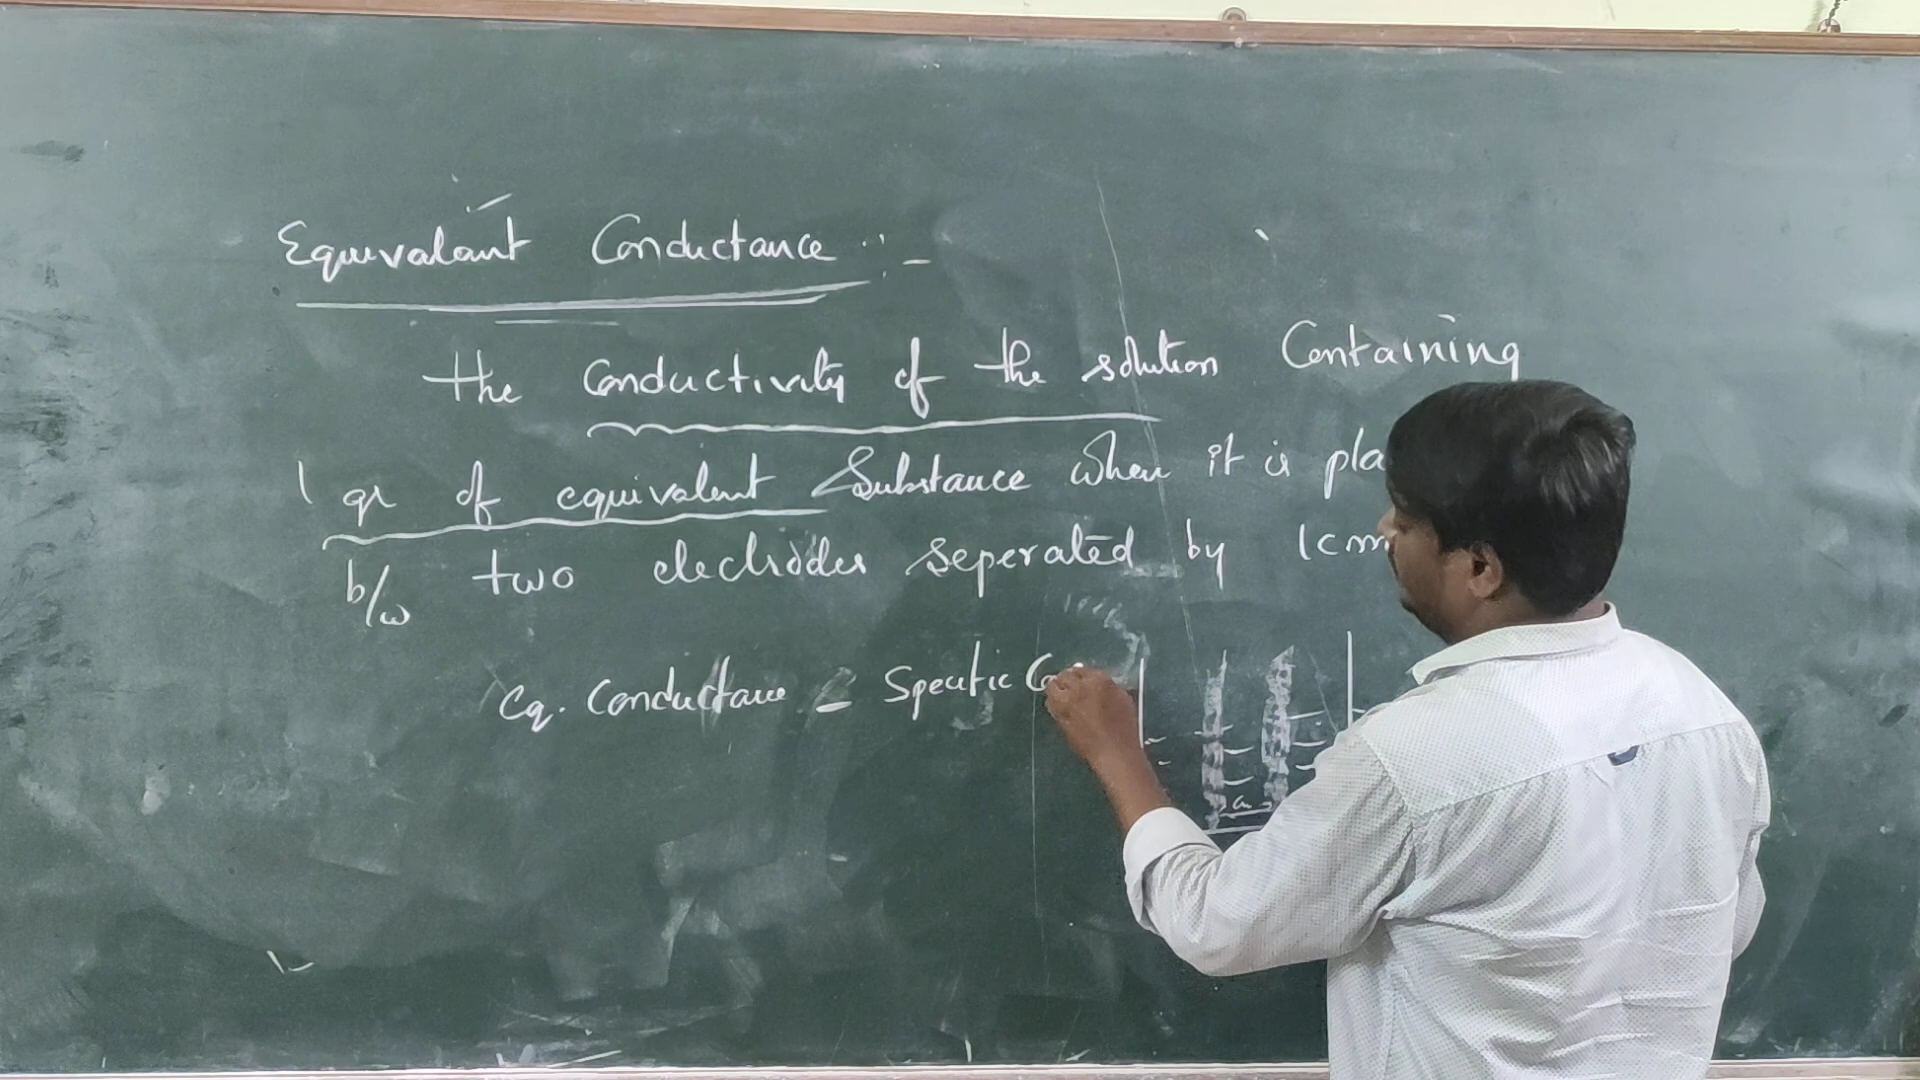 Equivalant Conductance :-
the Conductivity of the solution Containing
1 gr of equivalent Substance when it is pla
b/w two electrodes seperated by 1cm
Eq. Conductance = Specific Co